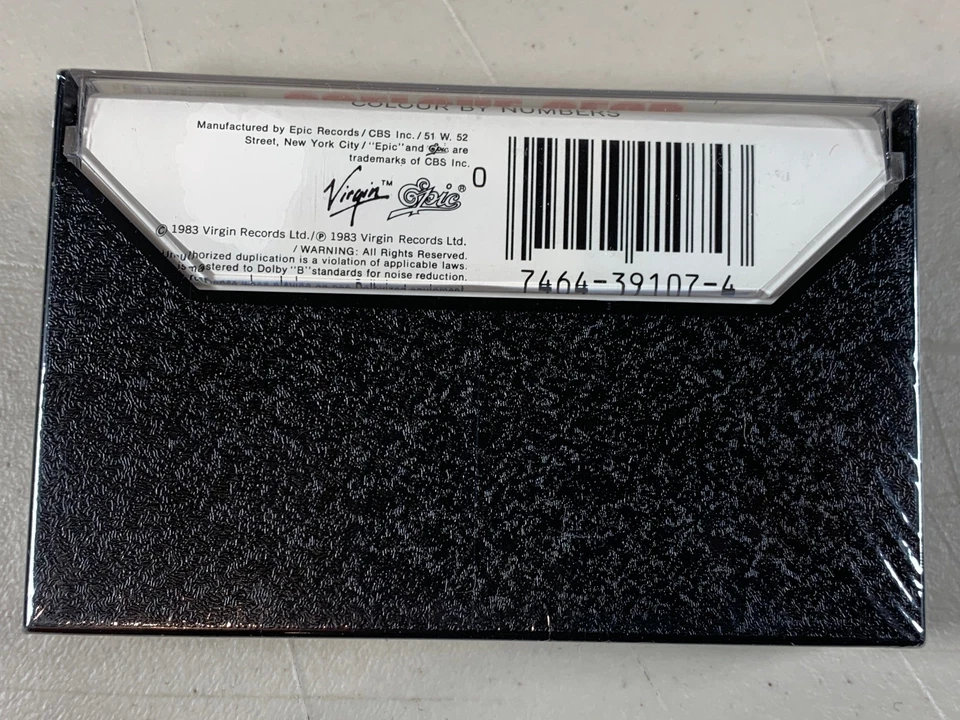 COLOUR BY NUMBERS
Manufactured by Epic Records/CBS Inc./51 W. 52
Street, New York City/"Epic" and Epic are
trademarks of CBS Inc.
Virgin™ Epic®
0
© 1983 Virgin Records Ltd./℗ 1983 Virgin Records Ltd.
/WARNING: All Rights Reserved.
duplication is a violation of applicable laws.
to Dolby "B" standards for noise reduction.
7464-39107-4